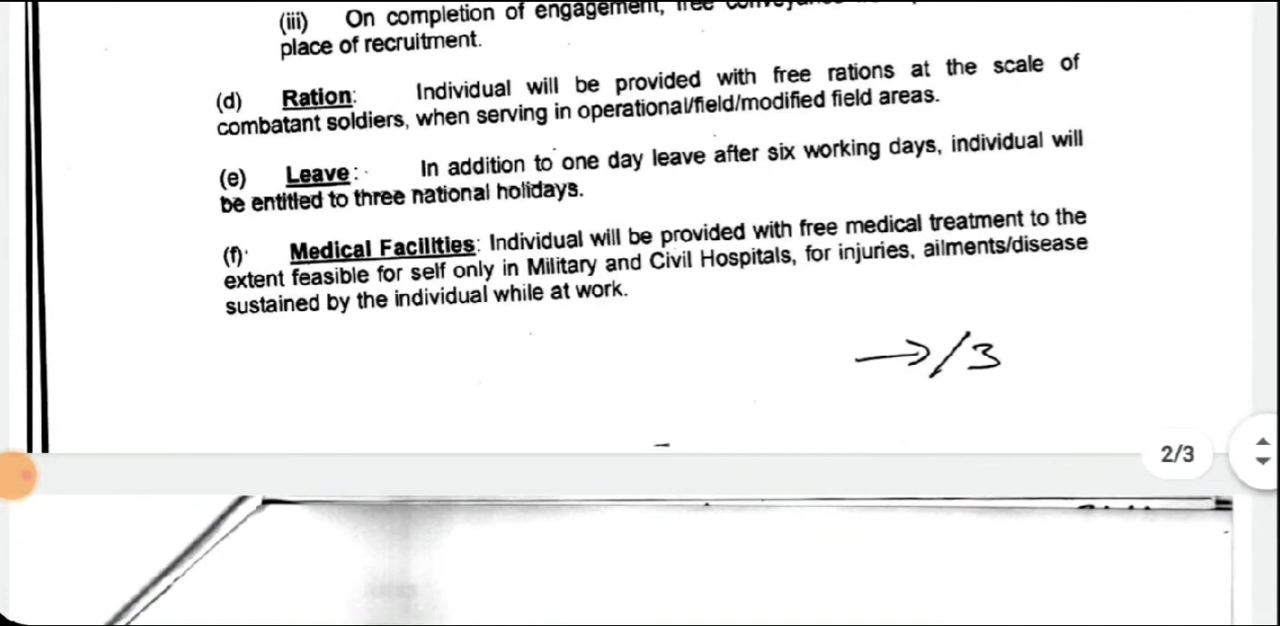 (iii) On completion of engagement, free
place of recruitment.
(d) Ration: Individual will be provided with free rations at the scale of
combatant soldiers, when serving in operational/field/modified field areas.
(e) Leave: In addition to one day leave after six working days, individual will
be entitled to three national holidays.
(f) Medical Facilities: Individual will be provided with free medical treatment to the
extent feasible for self only in Military and Civil Hospitals, for injuries, ailments/disease
sustained by the individual while at work.
→/3
2/3